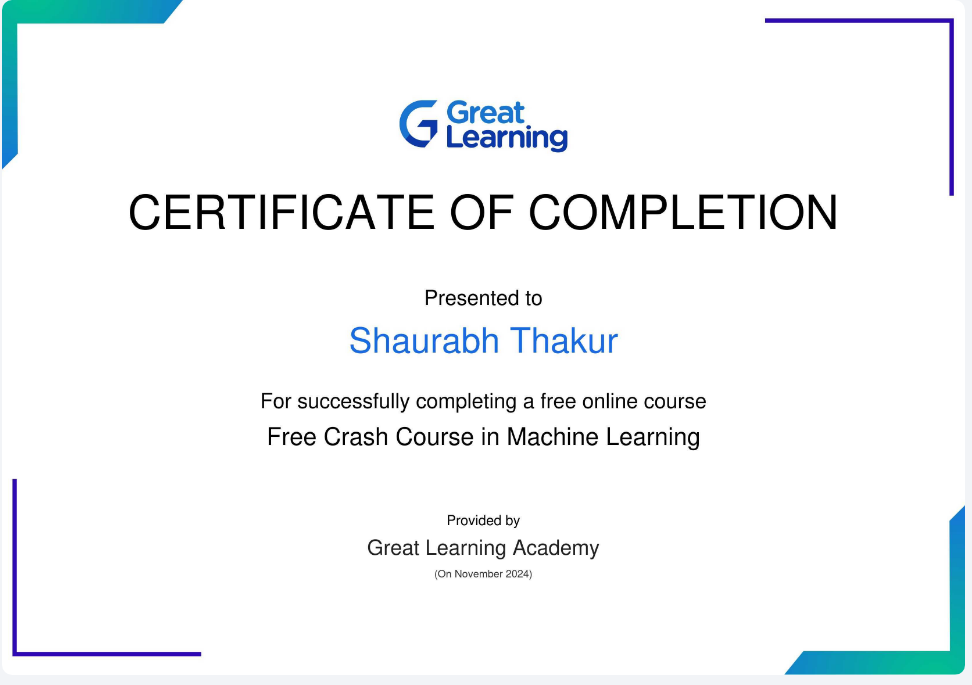 Great
Learning
CERTIFICATE OF COMPLETION
Presented to
Shaurabh Thakur
For successfully completing a free online course
Free Crash Course in Machine Learning
Provided by
Great Learning Academy
(On November 2024)